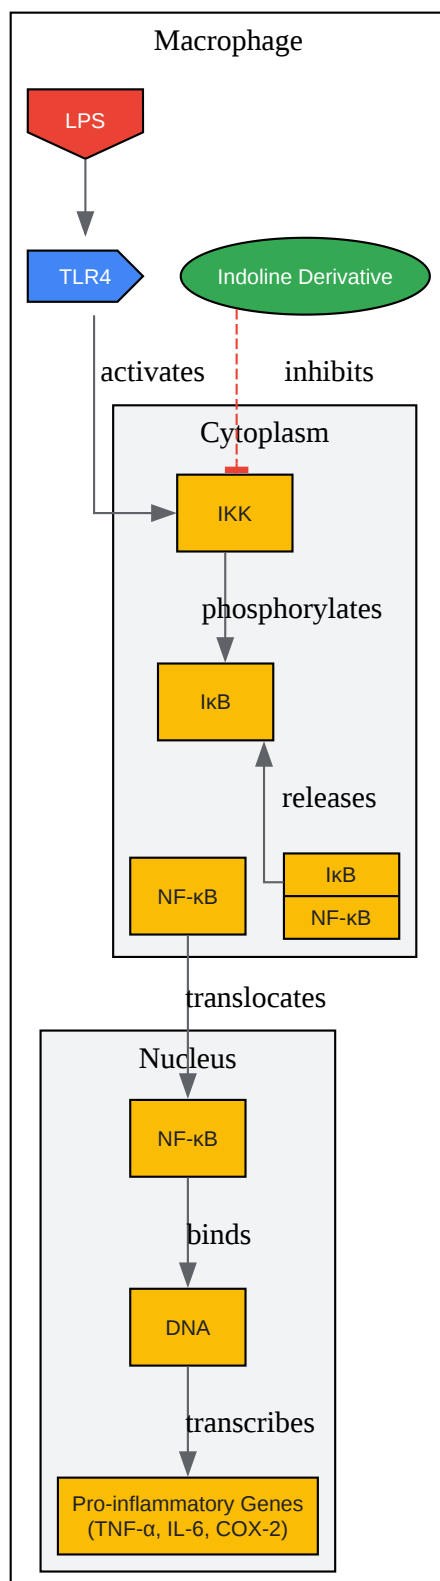 Macrophage
LPS
TLR4
Indoline Derivative
activates
inhibits
Cytoplasm
IKK
phosphorylates
IκB
releases
IκB
NF-κB
NF-κB
translocates
Nucleus
NF-κB
binds
DNA
transcribes
Pro-inflammatory Genes
(TNF-α, IL-6, COX-2)